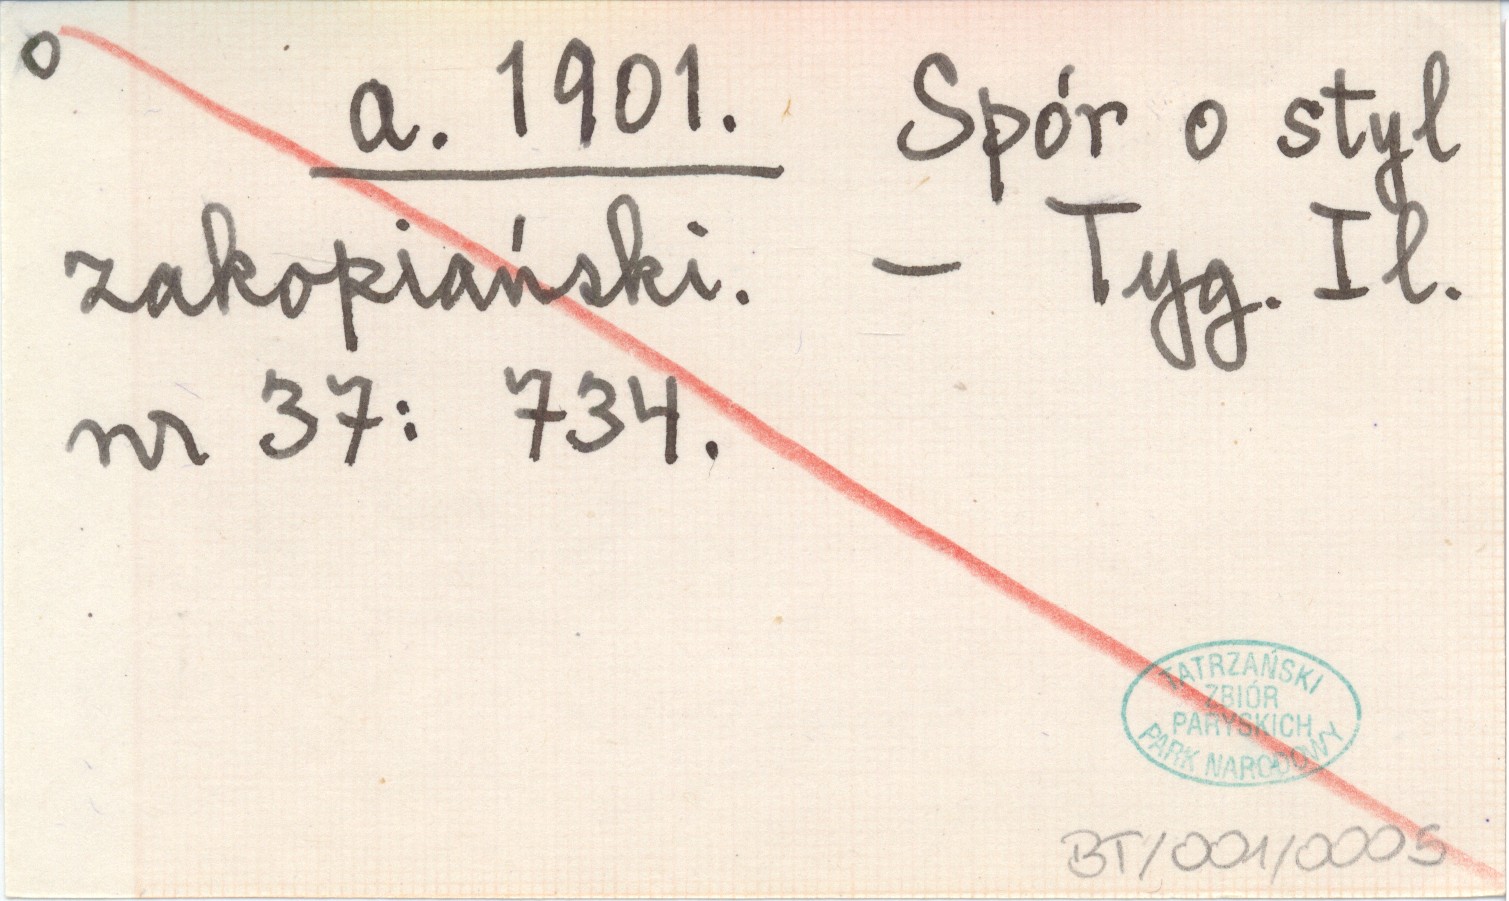 o
a. 1901. Spór o styl
zakopiański. – Tyg. Il.
nr 37: 734.
TATRZAŃSKI
ZBIÓR
PARYSKICH
PARK NARODOWY
BT/001/0005